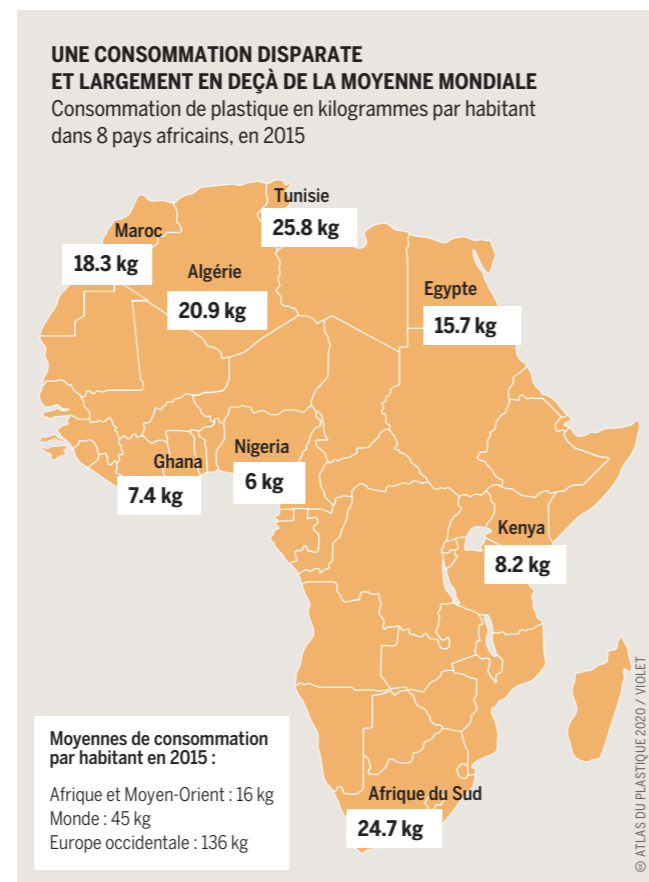 UNE CONSOMMATION DISPARATE
ET LARGEMENT EN DEÇÀ DE LA MOYENNE MONDIALE
Consommation de plastique en kilogrammes par habitant
dans 8 pays africains, en 2015
Tunisie
25.8 kg
Maroc
18.3 kg
Algérie
20.9 kg
Egypte
15.7 kg
Ghana
7.4 kg
Nigeria
6 kg
Kenya
8.2 kg
Afrique du Sud
24.7 kg
Moyennes de consommation
par habitant en 2015 :
Afrique et Moyen-Orient : 16 kg
Monde : 45 kg
Europe occidentale : 136 kg
🅭 ATLAS DU PLASTIQUE 2020 / VIOLET